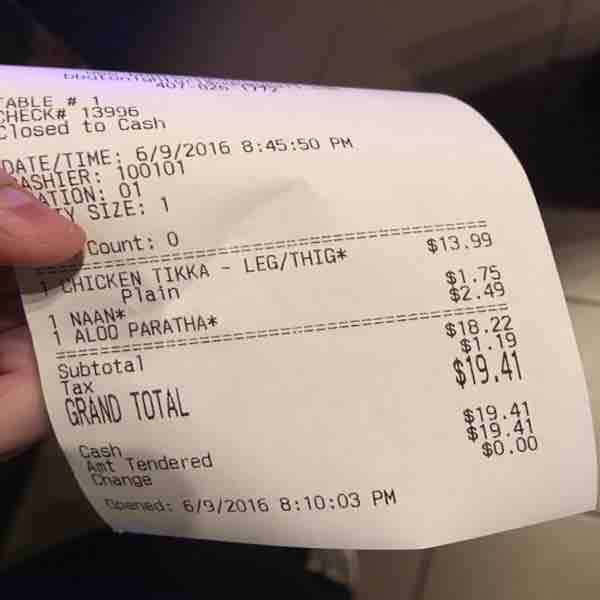 TABLE # 1
CHECK# 13996
Closed to Cash
DATE/TIME: 6/9/2016 8:45:50 PM
CASHIER: 100101
STATION: 01
TY SIZE: 1
Count: 0
1 CHICKEN TIKKA - LEG/THIG* $13.99
Plain
1 NAAN* $1.75
1 ALOO PARATHA* $2.49
Subtotal $18.22
Tax $1.19
GRAND TOTAL $19.41
Cash $19.41
Amt Tendered $19.41
Change $0.00
Opened: 6/9/2016 8:10:03 PM